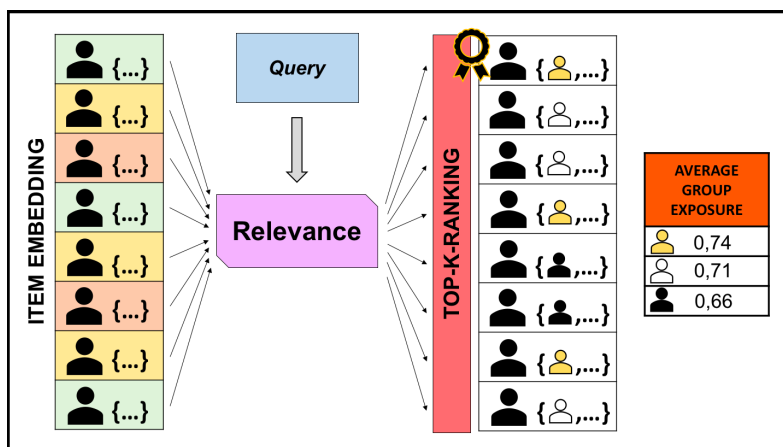 ITEM EMBEDDING
{...}
{...}
{...}
{...}
{...}
{...}
{...}
{...}
Query
Relevance
TOP-K-RANKING
{ ,...}
{ ,...}
{ ,...}
{ ,...}
{ ,...}
{ ,...}
{ ,...}
{ ,...}
AVERAGE
GROUP
EXPOSURE
0,74
0,71
0,66